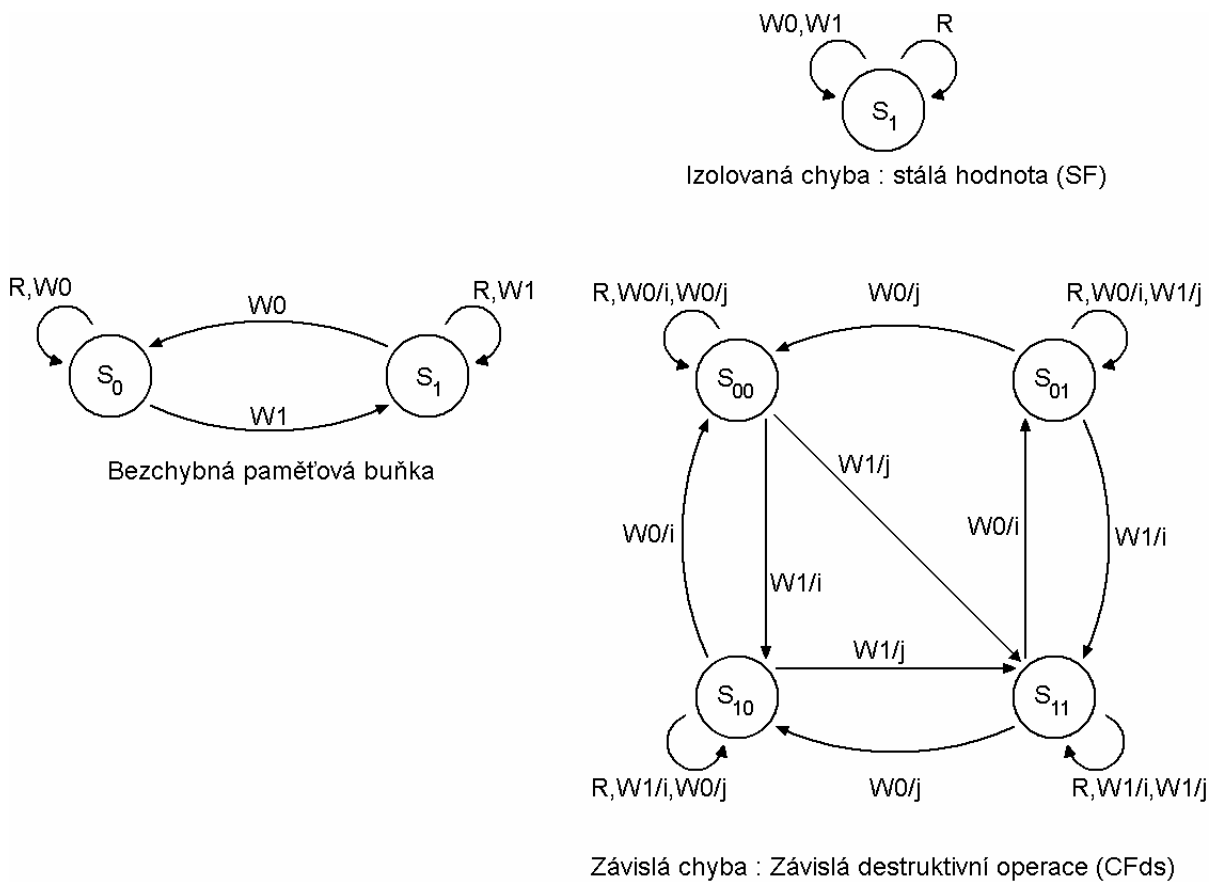 W0,W1
R
S1
Izolovaná chyba : stálá hodnota (SF)
R,W0
W0
R,W1
S0
S1
W1
Bezchybná paměťová buňka
R,W0/i,W0/j
W0/j
R,W0/i,W1/j
S00
S01
W1/j
W0/i
W0/i
W1/i
W1/i
W1/j
S10
S11
R,W1/i,W0/j
W0/j
R,W1/i,W1/j
Závislá chyba : Závislá destruktivní operace (CFds)